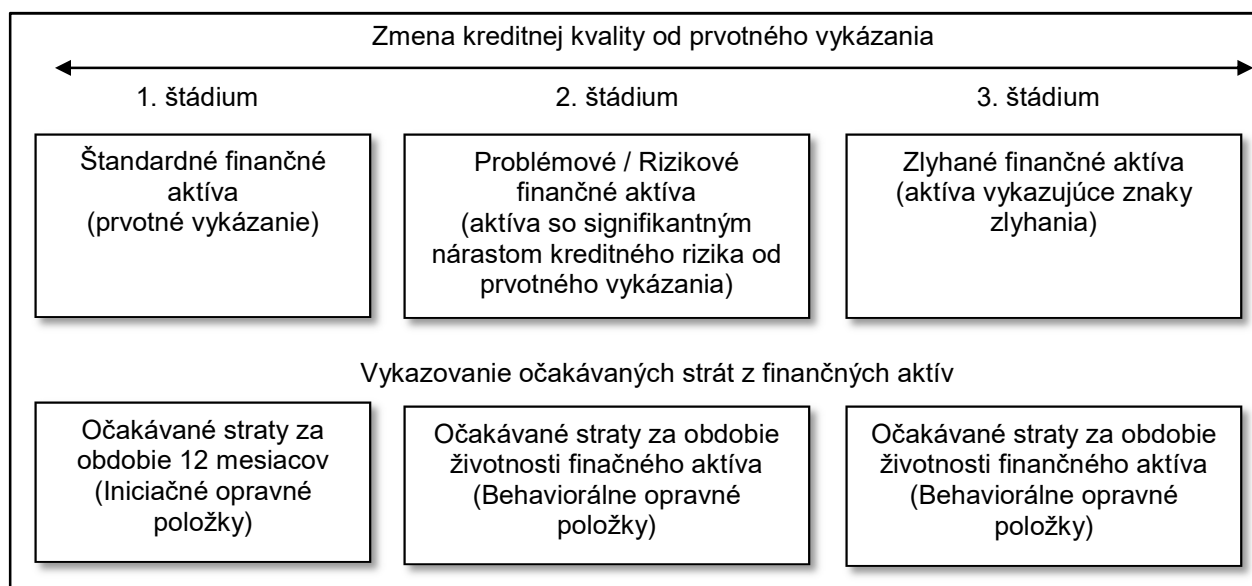 Zmena kreditnej kvality od prvotného vykázania
1. štádium
2. štádium
3. štádium
Štandardné finančné
aktíva
(prvotné vykázanie)
Problémové / Rizikové
finančné aktíva
(aktíva so signifikantným
nárastom kreditného rizika od
prvotného vykázania)
Zlyhané finančné aktíva
(aktíva vykazujúce znaky
zlyhania)
Vykazovanie očakávaných strát z finančných aktív
Očakávané straty za
obdobie 12 mesiacov
(Iniciačné opravné
položky)
Očakávané straty za obdobie
životnosti finačného aktíva
(Behaviorálne opravné
položky)
Očakávané straty za obdobie
životnosti finančného aktíva
(Behaviorálne opravné
položky)